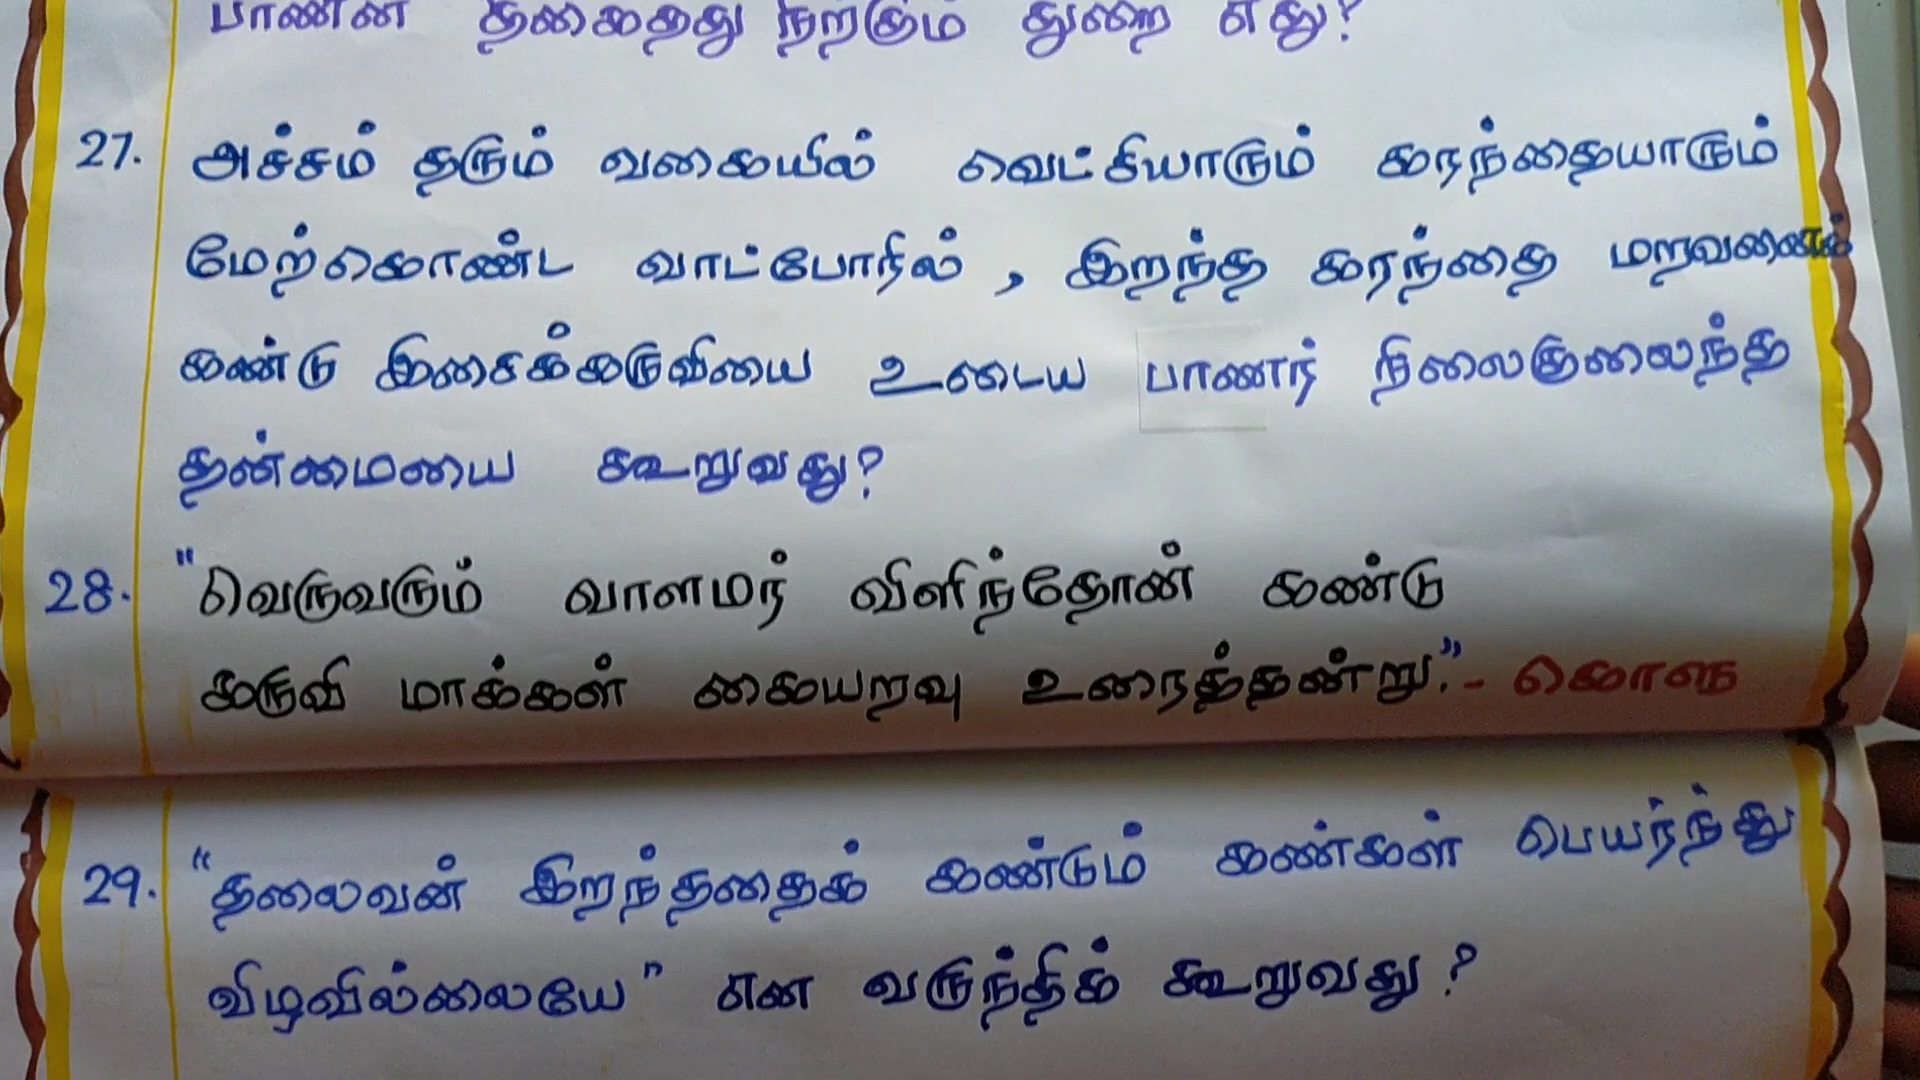 பாணன் துறை எது?
27. அச்சம் தரும் வகையில் வெட்சியாரும் கரந்தையாரும்
மேற்கொண்ட வாட்போரில் , இறந்த கரந்தை மறவனைக்
கண்டு இசைக்கருவியை உடைய பாணர் நிலைகுலைந்த
தன்மையை கூறுவது?
28. "வெருவரும் வாளமர் விளிந்தோன் கண்டு
கருவி மாக்கள் கையறவு உரைத்தன்று." - கொளு
29. "தலைவன் இறந்ததைக் கண்டும் கண்கள் பெயர்ந்து
விழவில்லையே" என வருந்திக் கூறுவது?